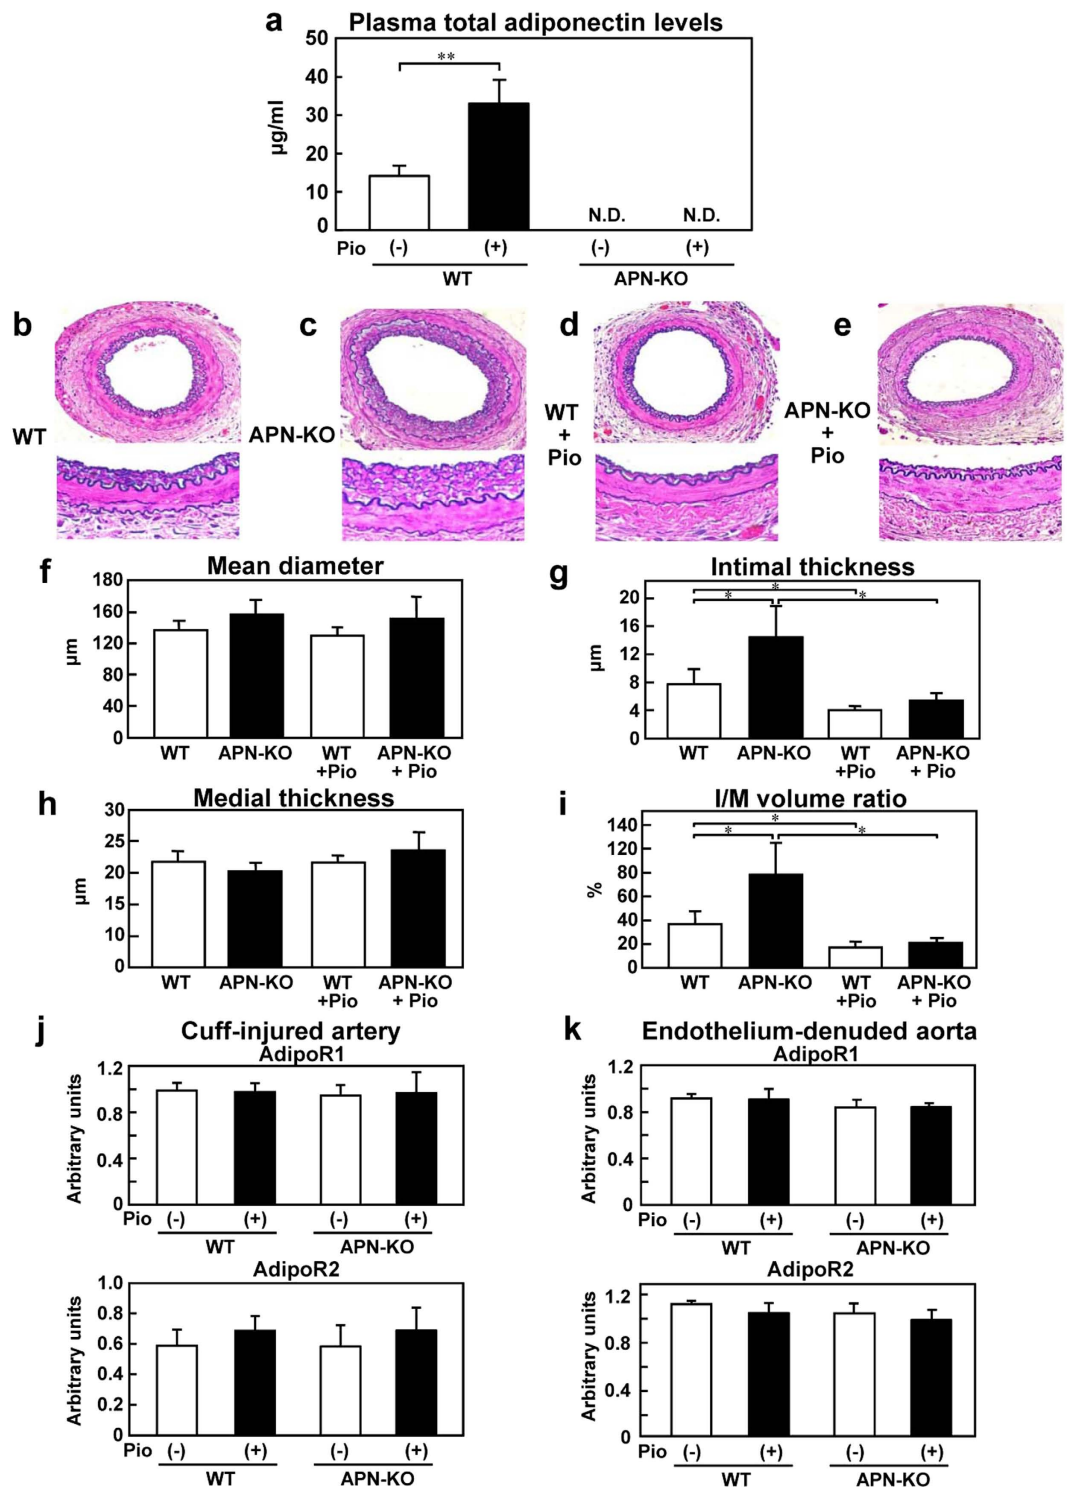 a Plasma total adiponectin levels
50
40
30
20
10
0
µg/ml
**
N.D. N.D.
Pio (-) (+) (-) (+)
WT APN-KO
b c d e
WT APN-KO WT + Pio APN-KO + Pio
f Mean diameter
180
160
120
80
40
0
µm
WT APN-KO WT +Pio APN-KO + Pio
g Intimal thickness
20
16
12
8
4
0
µm
* * *
WT APN-KO WT +Pio APN-KO + Pio
h Medial thickness
30
25
20
15
10
0
µm
WT APN-KO WT +Pio APN-KO + Pio
i I/M volume ratio
140
120
80
40
20
0
%
* * *
WT APN-KO WT +Pio APN-KO + Pio
j Cuff-injured artery
AdipoR1
1.2
0.8
0.4
0
Arbitrary units
Pio (-) (+) (-) (+)
WT APN-KO
AdipoR2
1.0
0.8
0.6
0.4
0.2
0
Arbitrary units
Pio (-) (+) (-) (+)
WT APN-KO
k Endothelium-denuded aorta
AdipoR1
1.2
0.8
0.4
0
Arbitrary units
Pio (-) (+) (-) (+)
WT APN-KO
AdipoR2
1.2
0.8
0.4
0
Arbitrary units
Pio (-) (+) (-) (+)
WT APN-KO